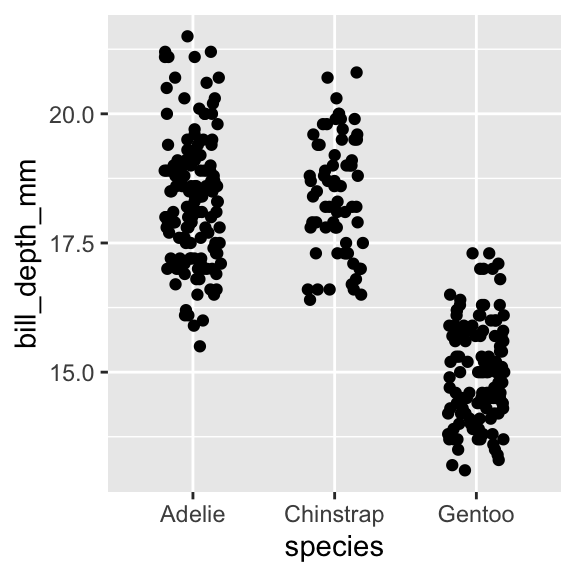 bill_depth_mm
20.0
17.5
15.0
Adelie Chinstrap Gentoo
species